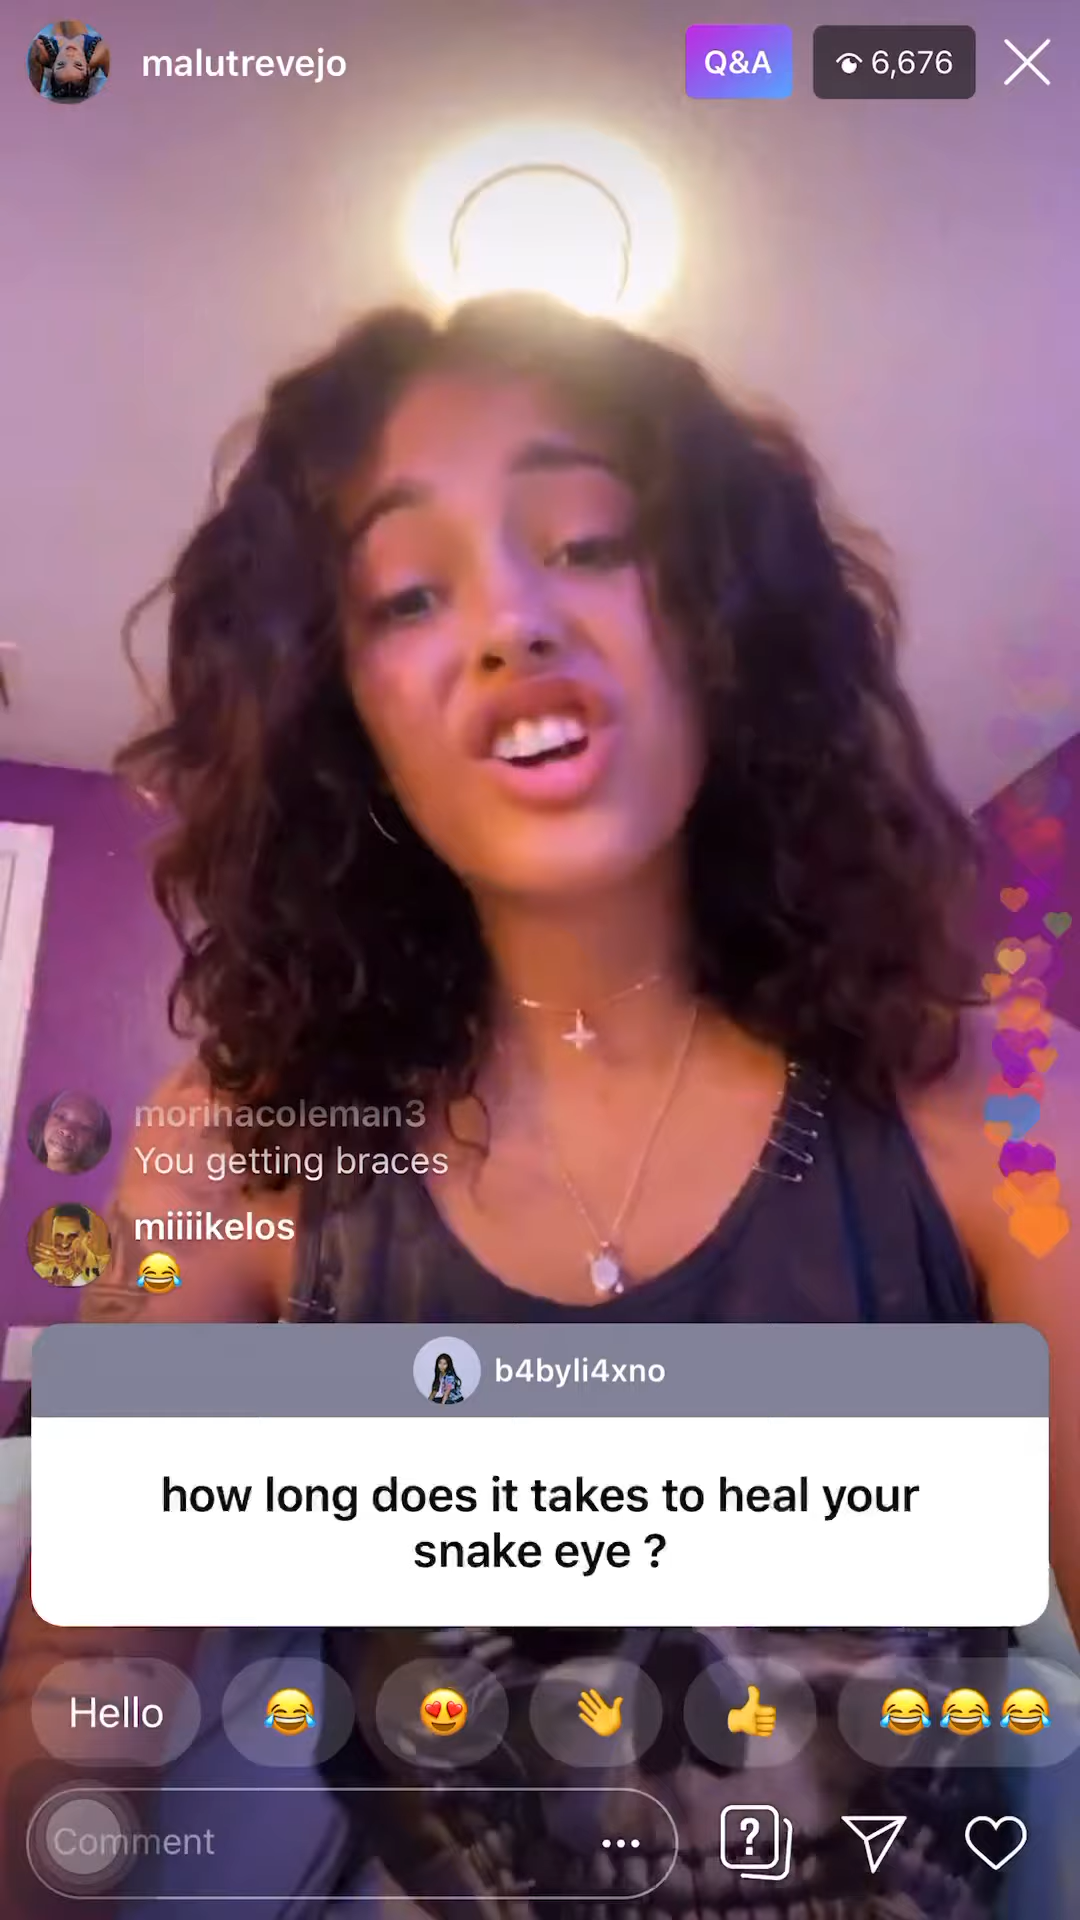 malutrevejo
Q&A
6,676
morihacoleman3
You getting braces
miiiikelos
😂
b4byli4xno
how long does it takes to heal your
snake eye ?
Hello 😂 😍 👋 👍 😂😂😂
Comment